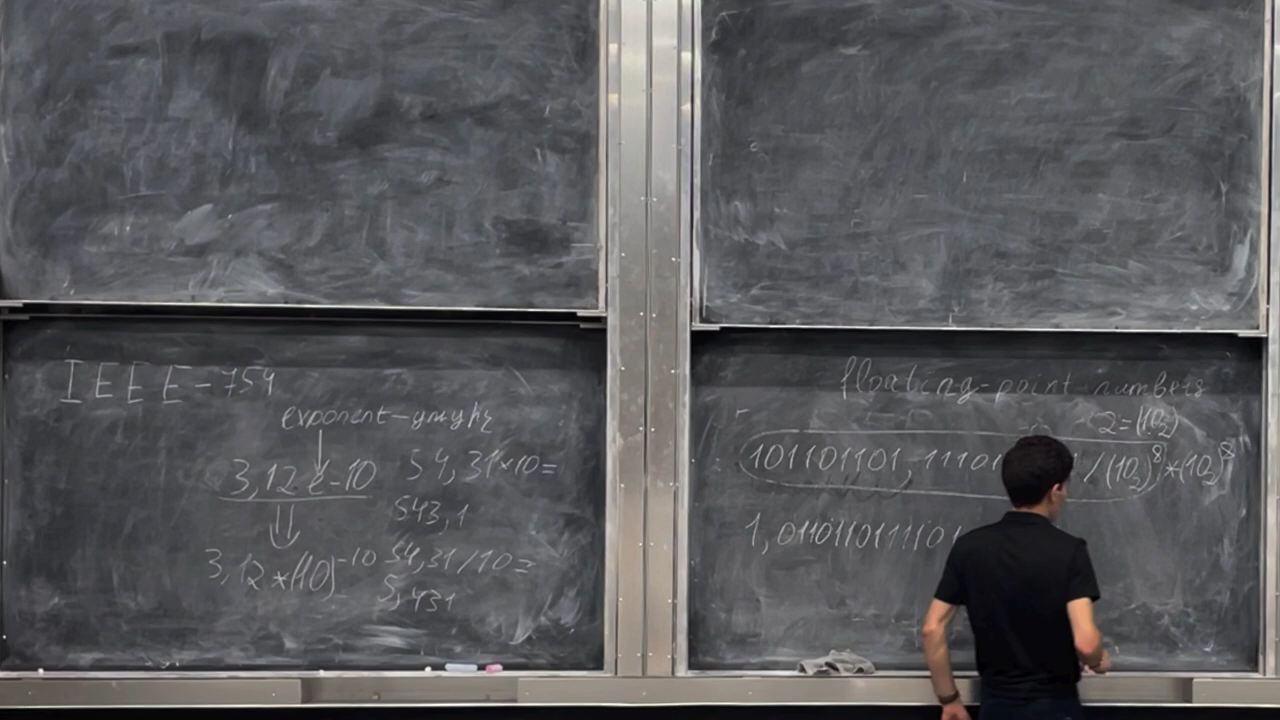 IEEE-754
exponent-
3,12 e-10
⇓
3,12*(10)^-10
54,31×10=
543,1
54,31/10=
5,431
floating-point numbers
2=(10₂)
101101101,11101 /(10₂)^8*(10₂)^8
1,0110110111101